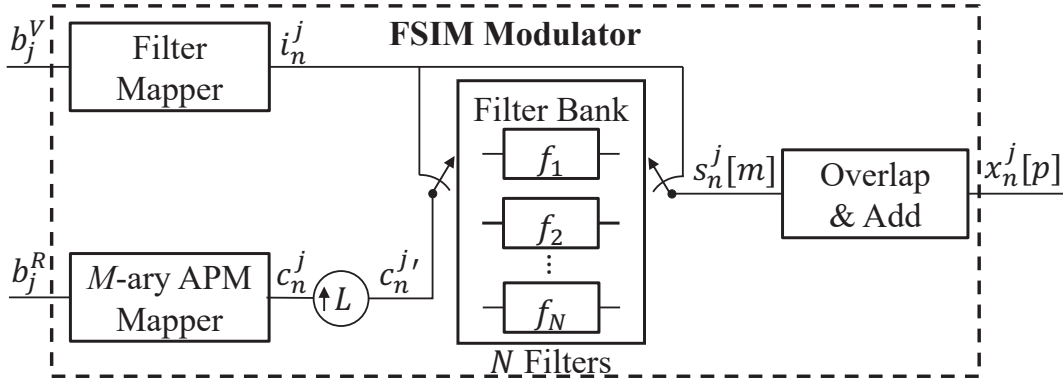 b_j^V
Filter
Mapper
i_n^j
FSIM Modulator
Filter Bank
f_1
f_2
⋮
f_N
N Filters
b_j^R
M-ary APM
Mapper
c_n^j
↑L
c_n^j′
s_n^j[m]
Overlap
& Add
x_n^j[p]